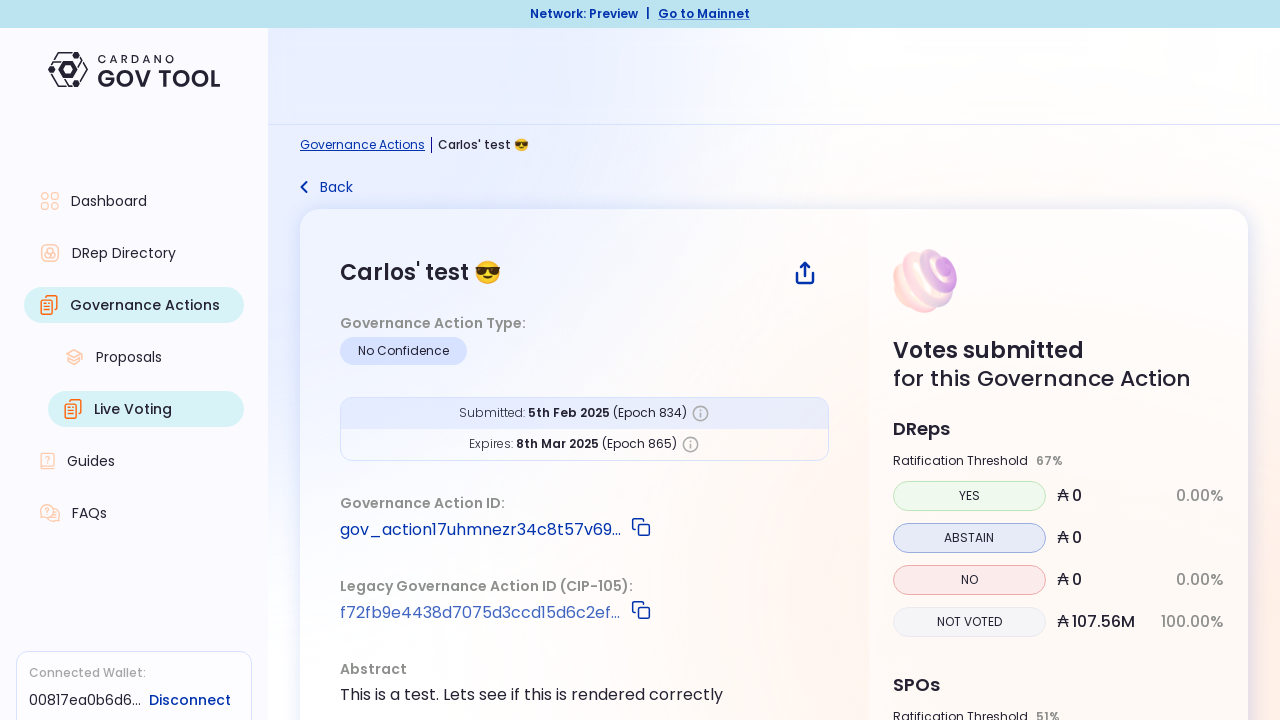 Network: Preview | Go to Mainnet
CARDANO
GOV TOOL
Dashboard
DRep Directory
Governance Actions
Proposals
Live Voting
Guides
FAQs
Connected Wallet:
00817ea0b6d6... Disconnect
Governance Actions | Carlos' test 😎
Back
Carlos' test 😎
Governance Action Type:
No Confidence
Submitted: 5th Feb 2025 (Epoch 834)
Expires: 8th Mar 2025 (Epoch 865)
Governance Action ID:
gov_action17uhmnezr34c8t57v69...
Legacy Governance Action ID (CIP-105):
f72fb9e4438d7075d3ccd15d6c2ef...
Abstract
This is a test. Lets see if this is rendered correctly
Votes submitted
for this Governance Action
DReps
Ratification Threshold 67%
YES ₳ 0 0.00%
ABSTAIN ₳ 0
NO ₳ 0 0.00%
NOT VOTED ₳ 107.56M 100.00%
SPOs
Ratification Threshold 51%